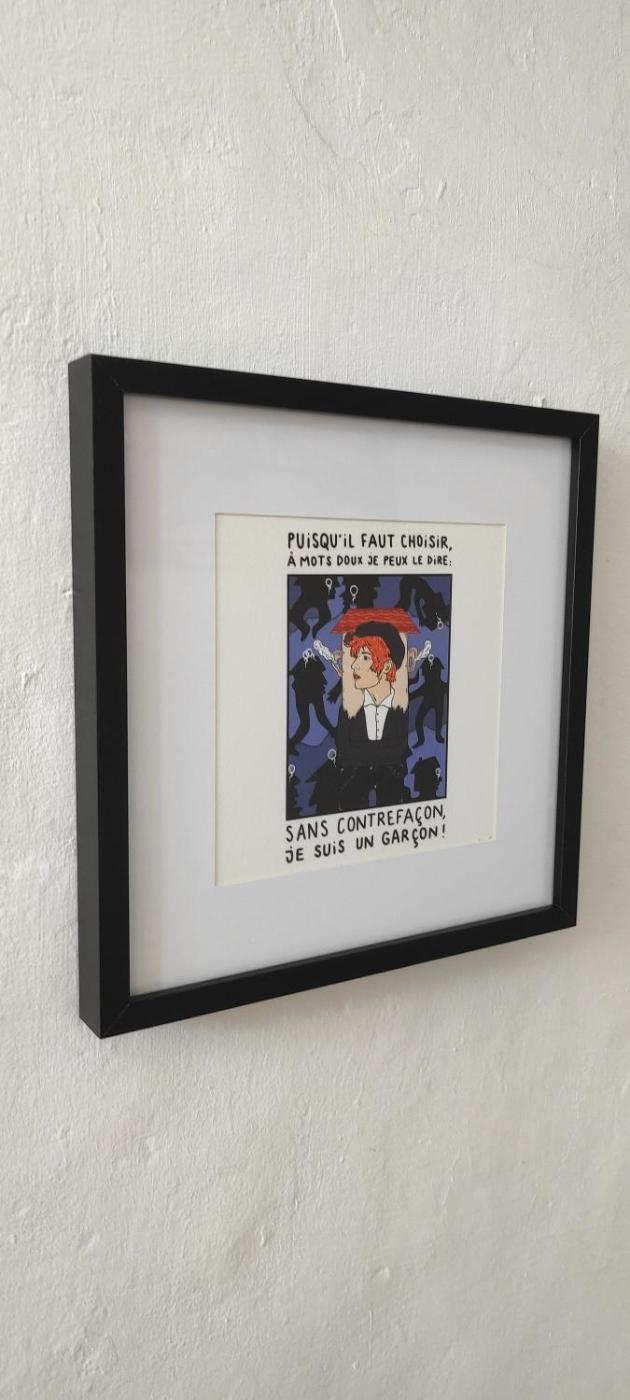 PUiSQU'iL FAUT CHOiSiR,
À MOTS DOUX JE PEUX LE DiRE:
SANS CONTREFAÇON,
JE SUiS UN GARÇON!